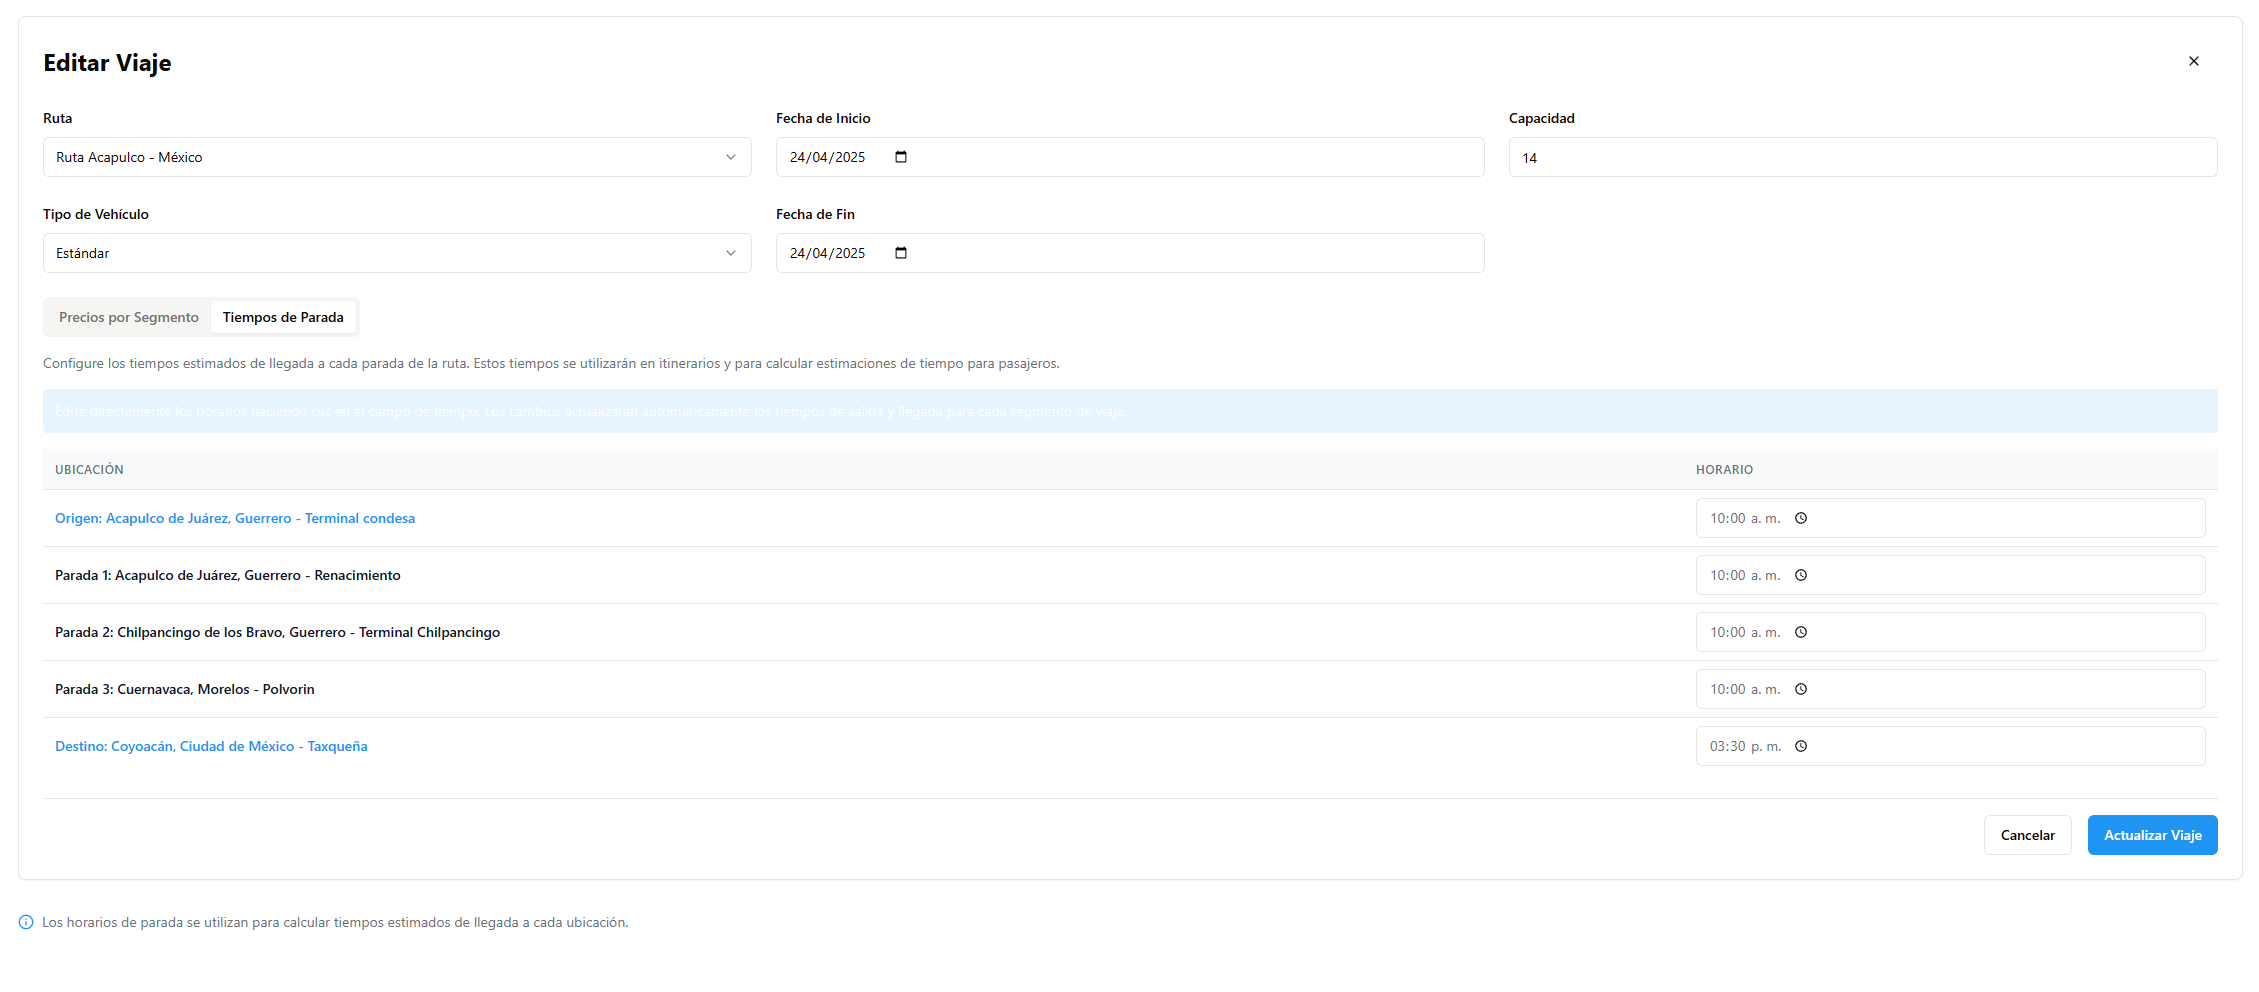 Editar Viaje
Ruta
Fecha de Inicio
Capacidad
Ruta Acapulco - México
24/04/2025
14
Tipo de Vehículo
Fecha de Fin
Estándar
24/04/2025
Precios por Segmento
Tiempos de Parada
Configure los tiempos estimados de llegada a cada parada de la ruta. Estos tiempos se utilizarán en itinerarios y para calcular estimaciones de tiempo para pasajeros.
Edite directamente los horarios haciendo clic en el campo de tiempo. Los cambios actualizarán automáticamente los tiempos de salida y llegada para cada segmento de viaje.
UBICACIÓN
HORARIO
Origen: Acapulco de Juárez, Guerrero - Terminal condesa
10:00 a. m.
Parada 1: Acapulco de Juárez, Guerrero - Renacimiento
10:00 a. m.
Parada 2: Chilpancingo de los Bravo, Guerrero - Terminal Chilpancingo
10:00 a. m.
Parada 3: Cuernavaca, Morelos - Polvorin
10:00 a. m.
Destino: Coyoacán, Ciudad de México - Taxqueña
03:30 p. m.
Cancelar
Actualizar Viaje
Los horarios de parada se utilizan para calcular tiempos estimados de llegada a cada ubicación.